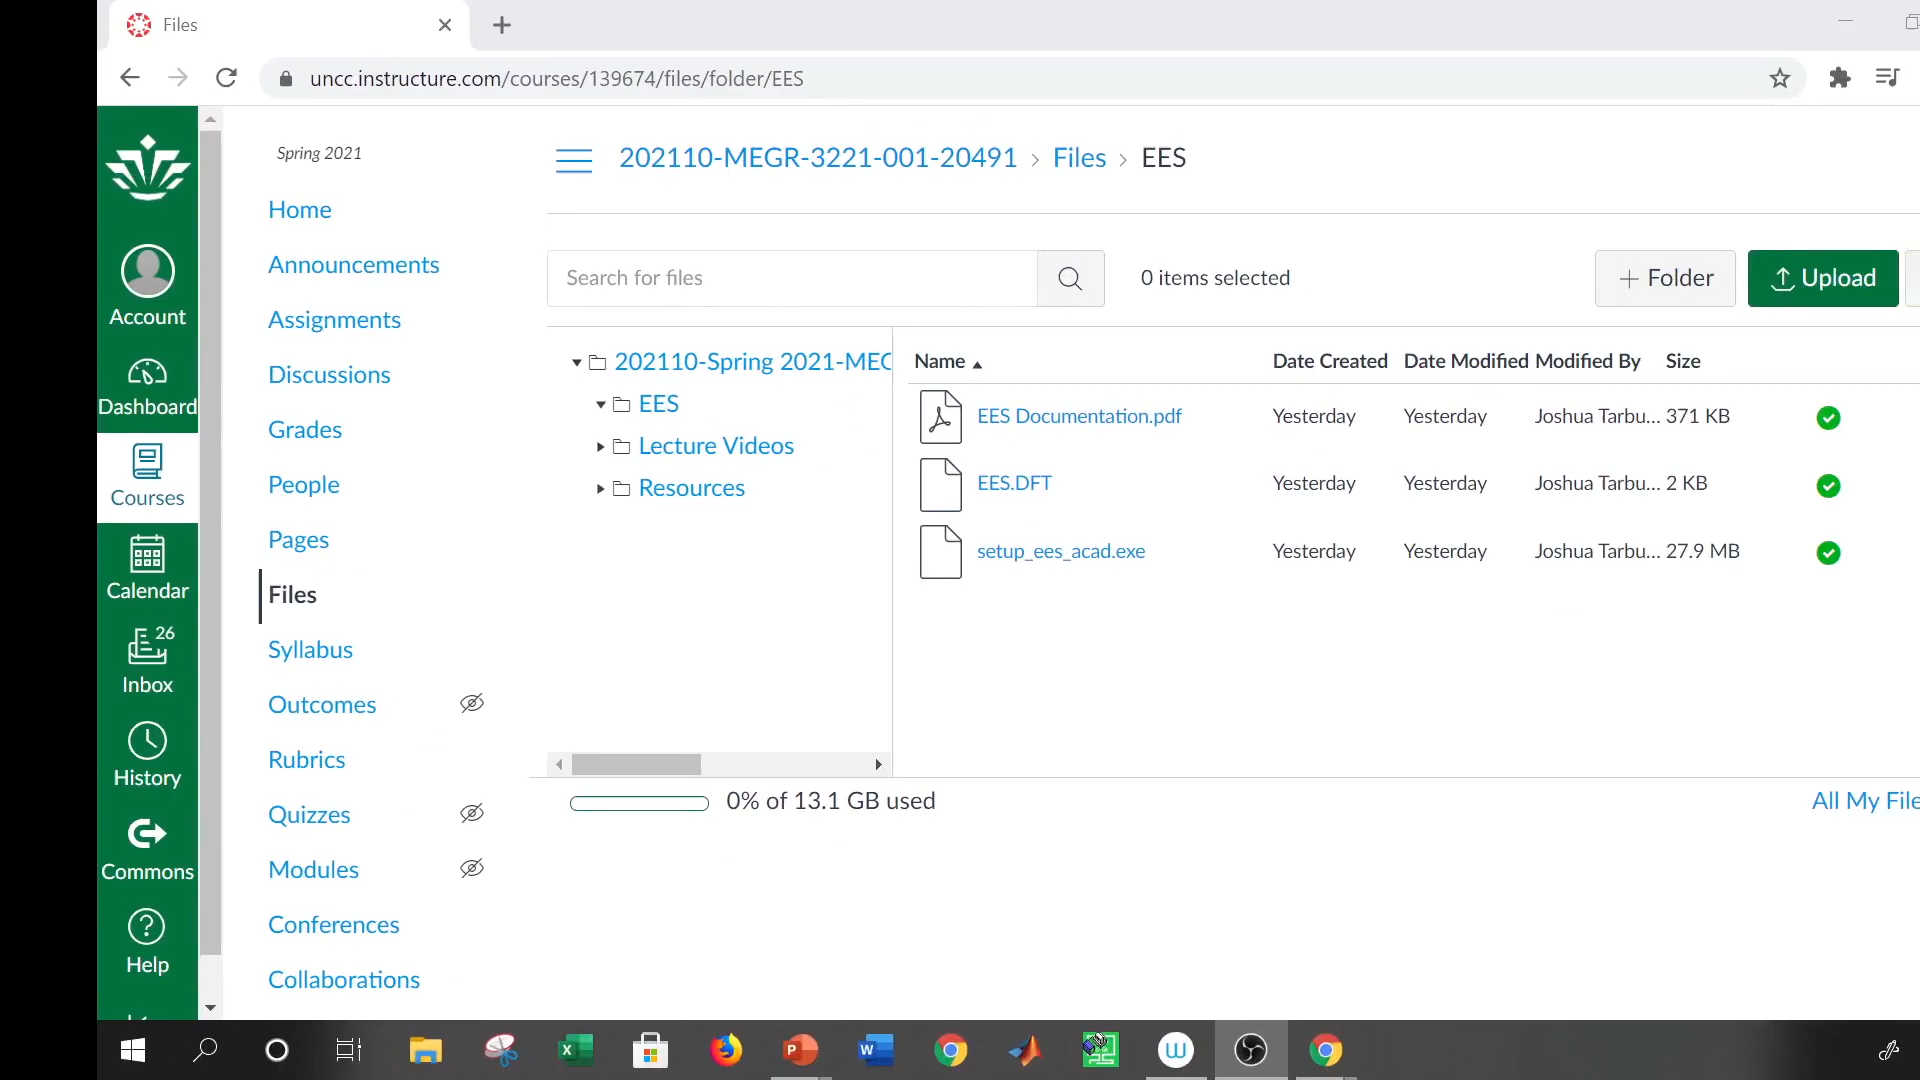 Files
uncc.instructure.com/courses/139674/files/folder/EES
Account
Dashboard
Courses
Calendar
26
Inbox
History
Commons
Help
Spring 2021
Home
Announcements
Assignments
Discussions
Grades
People
Pages
Files
Syllabus
Outcomes
Rubrics
Quizzes
Modules
Conferences
Collaborations
202110-MEGR-3221-001-20491 › Files › EES
Search for files
0 items selected
+ Folder
Upload
202110-Spring 2021-MEG
EES
Lecture Videos
Resources
Name Date Created Date Modified Modified By Size
EES Documentation.pdf Yesterday Yesterday Joshua Tarbu... 371 KB
EES.DFT Yesterday Yesterday Joshua Tarbu... 2 KB
setup_ees_acad.exe Yesterday Yesterday Joshua Tarbu... 27.9 MB
0% of 13.1 GB used
All My File
X
P
W